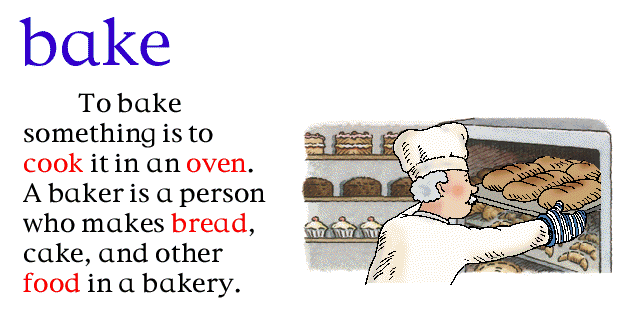 bake
To bake
something is to
cook it in an oven.
A baker is a person
who makes bread,
cake, and other
food in a bakery.